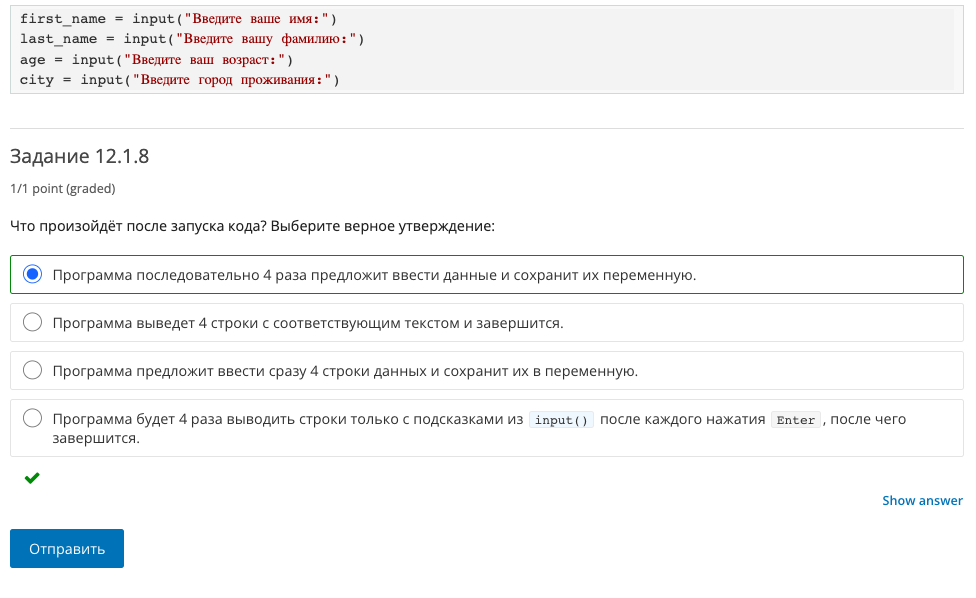 first_name = input("Введите ваше имя:")
last_name = input("Введите вашу фамилию:")
age = input("Введите ваш возраст:")
city = input("Введите город проживания:")
Задание 12.1.8
1/1 point (graded)
Что произойдёт после запуска кода? Выберите верное утверждение:
Программа последовательно 4 раза предложит ввести данные и сохранит их переменную.
Программа выведет 4 строки с соответствующим текстом и завершится.
Программа предложит ввести сразу 4 строки данных и сохранит их в переменную.
Программа будет 4 раза выводить строки только с подсказками из input() после каждого нажатия Enter, после чего
завершится.
Show answer
Отправить